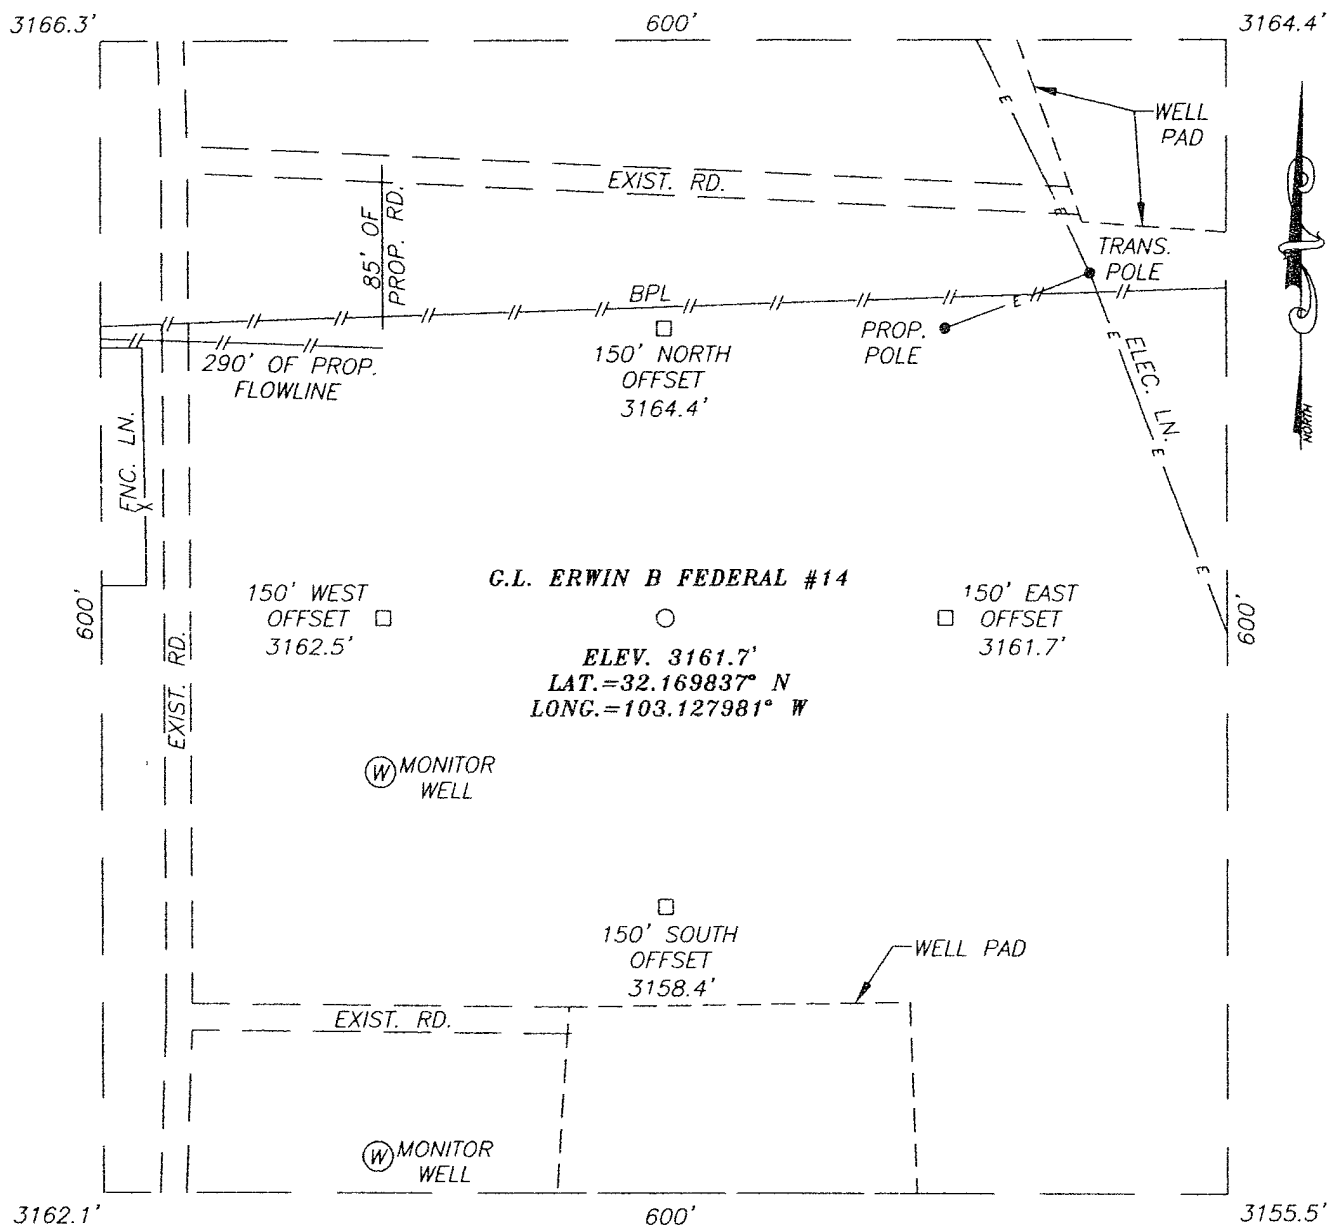 3166.3'
600'
3164.4'
WELL
PAD
EXIST. RD.
85' OF
PROP. RD.
TRANS.
POLE
BPL
PROP.
POLE
150' NORTH
OFFSET
3164.4'
290' OF PROP.
FLOWLINE
E
E
E
E
E
E
ELEC. LN.
NORTH
FNC. LN.
X
600'
EXIST. RD.
150' WEST
OFFSET
3162.5'
G.L. ERWIN B FEDERAL #14
ELEV. 3161.7'
LAT.=32.169837° N
LONG.=103.127981° W
150' EAST
OFFSET
3161.7'
600'
W MONITOR
WELL
150' SOUTH
OFFSET
3158.4'
WELL PAD
EXIST. RD.
W MONITOR
WELL
3162.1'
600'
3155.5'